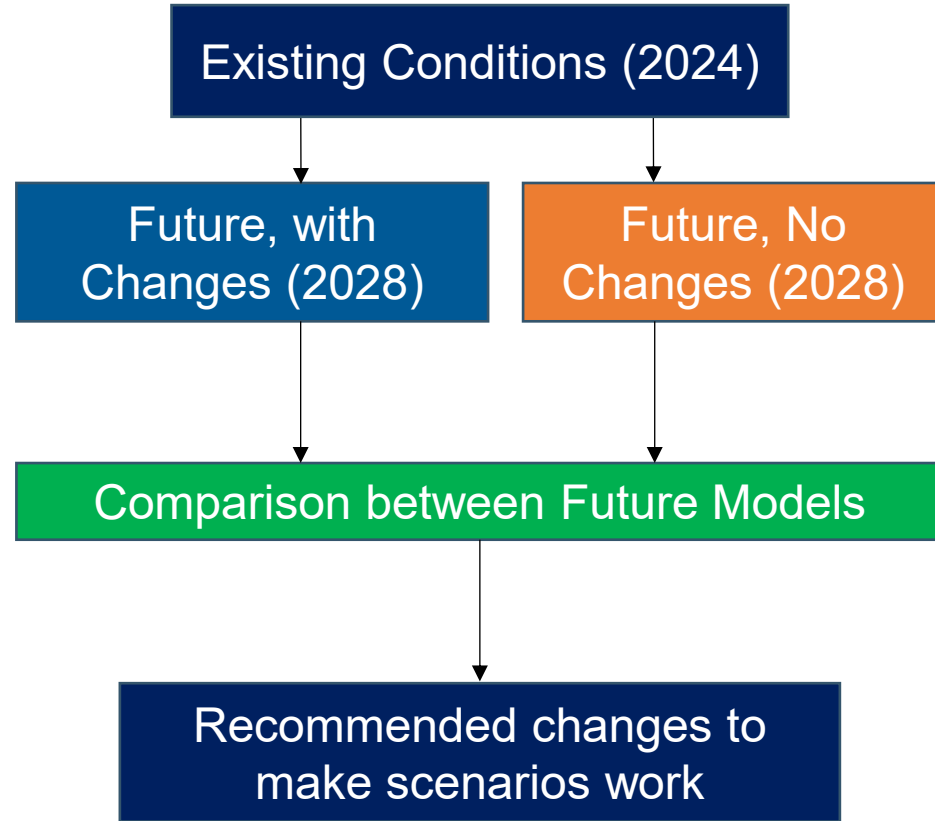 Existing Conditions (2024)
Future, with
Changes (2028)
Future, No
Changes (2028)
Comparison between Future Models
Recommended changes to
make scenarios work